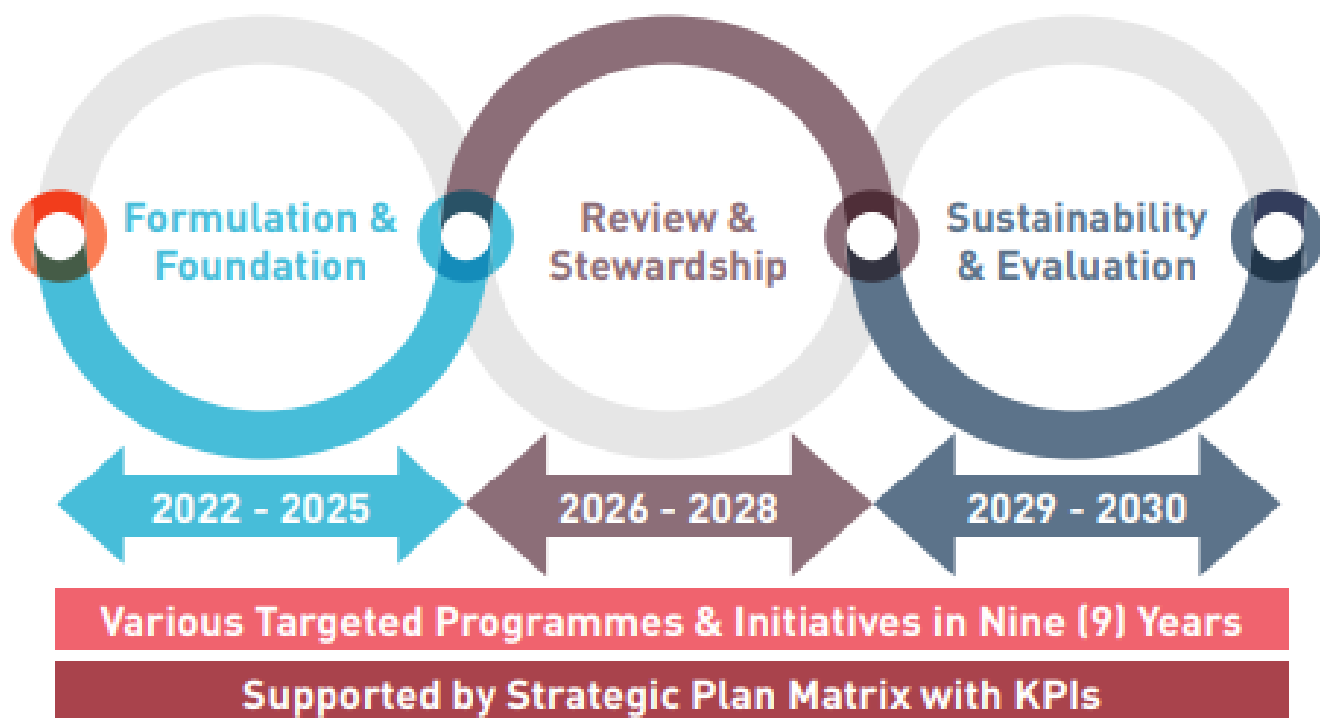 Formulation &
Foundation
Review &
Stewardship
Sustainability
& Evaluation
2022 - 2025
2026 - 2028
2029 - 2030
Various Targeted Programmes & Initiatives in Nine (9) Years
Supported by Strategic Plan Matrix with KPIs